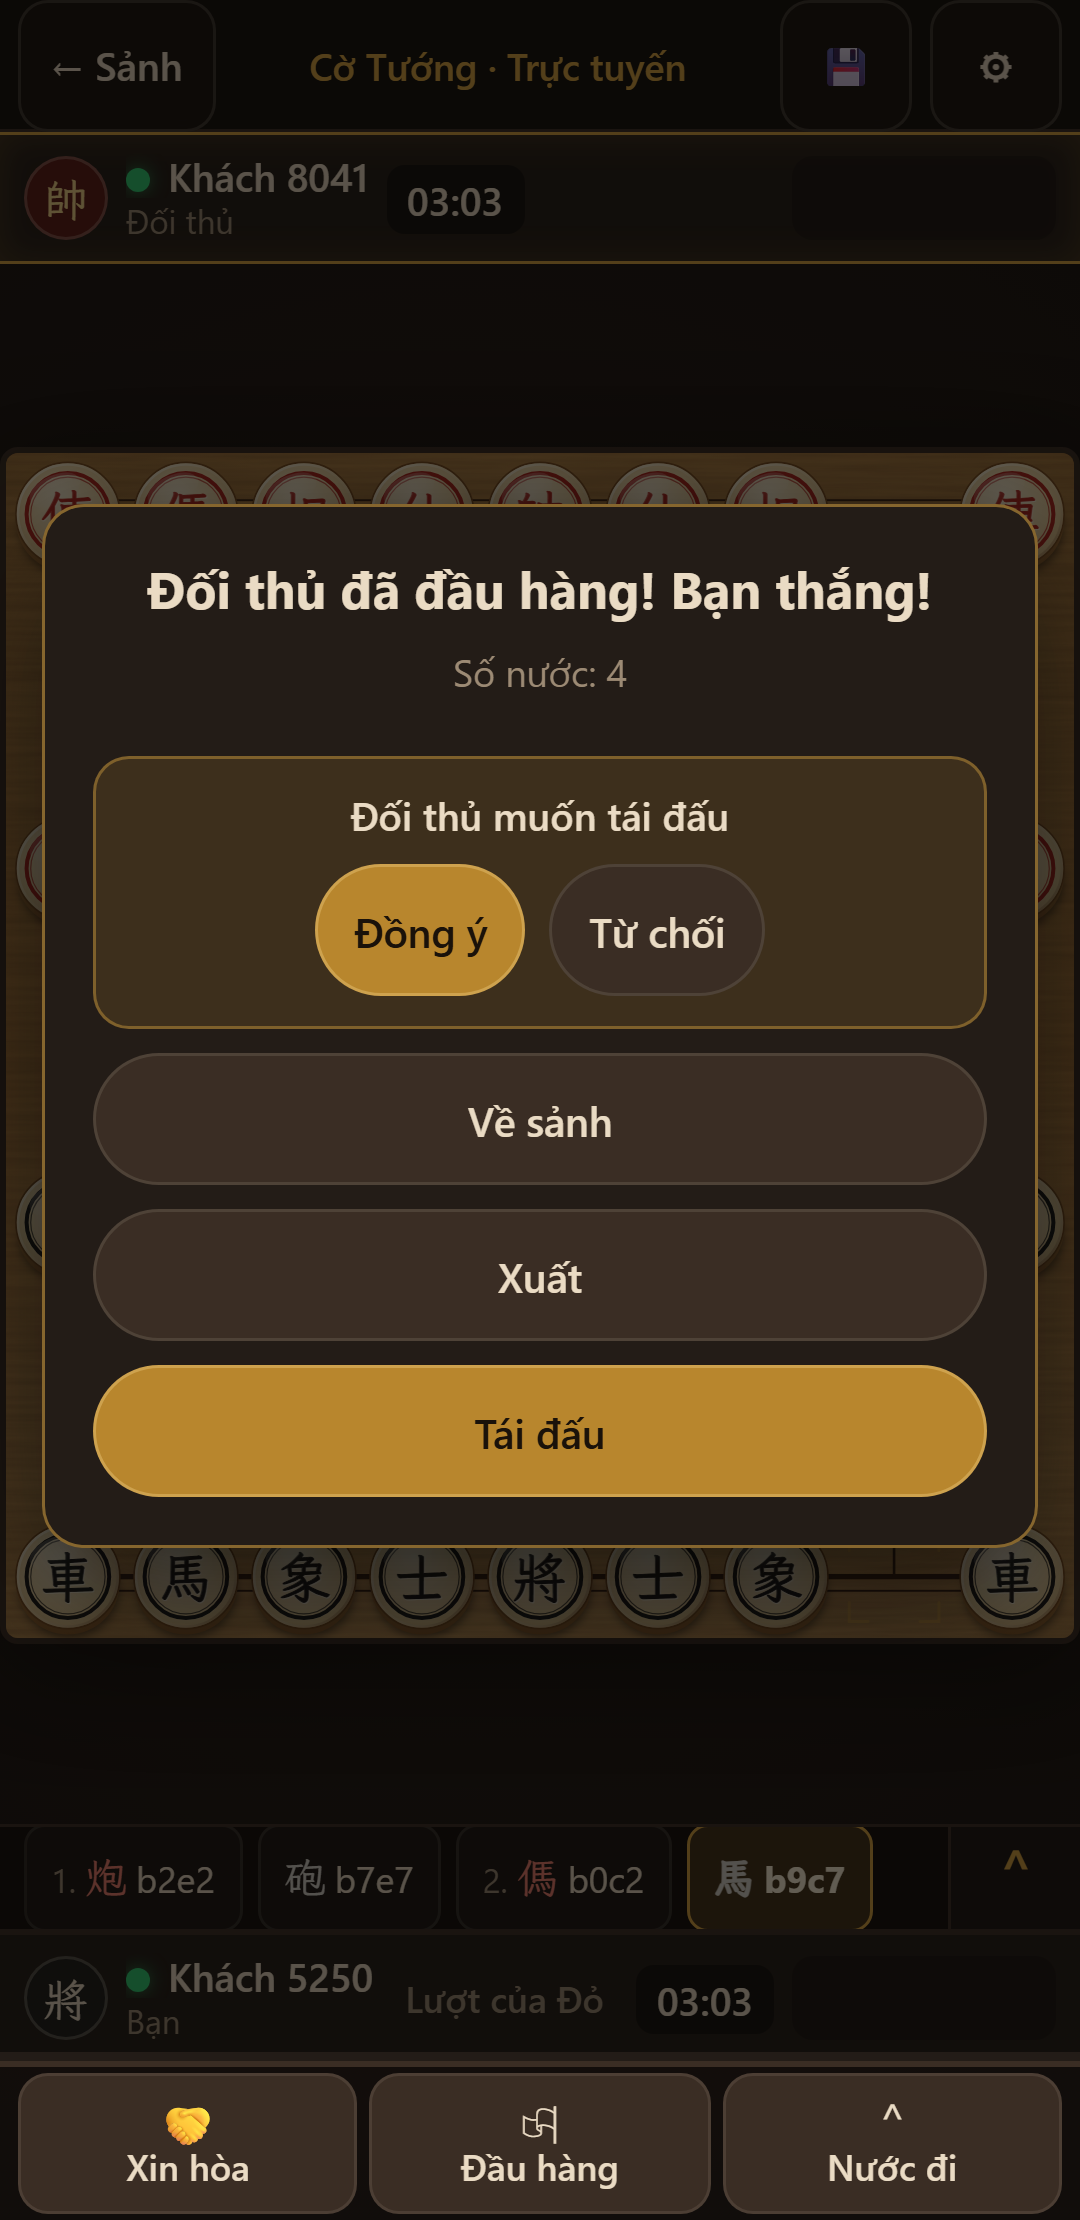 ← Sảnh
Cờ Tướng · Trực tuyến
帥
Khách 8041
Đối thủ
03:03
Đối thủ đã đầu hàng! Bạn thắng!
Số nước: 4
Đối thủ muốn tái đấu
Đồng ý
Từ chối
Về sảnh
Xuất
Tái đấu
車 馬 象 士 將 士 象 車
1. 炮 b2e2
砲 b7e7
2. 傌 b0c2
馬 b9c7
將
Khách 5250
Bạn
Lượt của Đỏ
03:03
Xin hòa
Đầu hàng
Nước đi